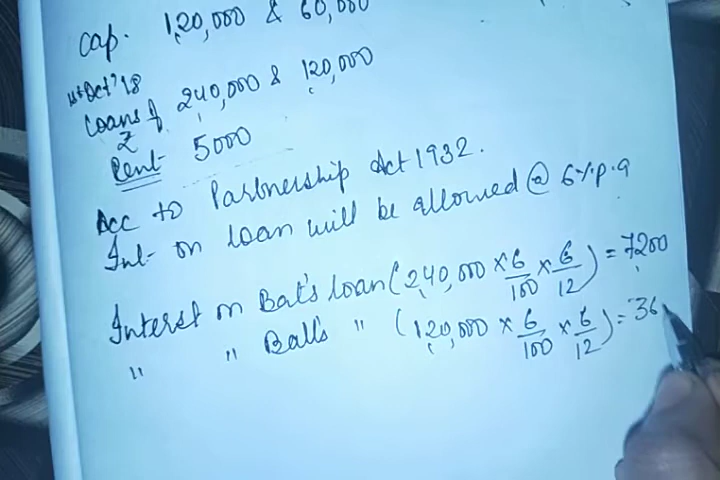 Cap. 1,20,000 & 60,000
1st Oct '18
Loans of 240,000 & 120,000
Rent 5000
Acc to Partnership Act 1932.
Int- on loan will be allowed @ 6% p.a
Interest on Bat's loan (240,000 × 6/100 × 6/12) = 7200
" " Ball's " (120,000 × 6/100 × 6/12) = 36